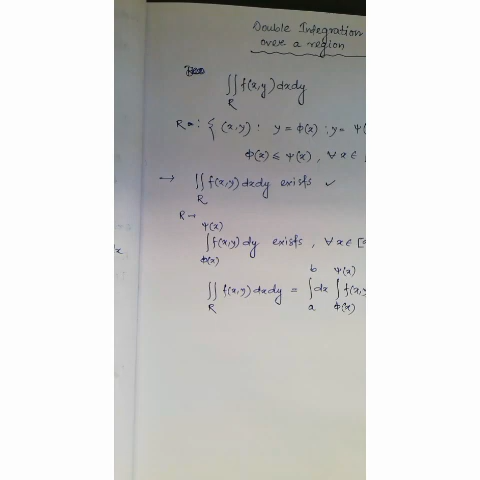 Double Integration
over a region
∬ f(x,y) dxdy
R
R : { (x,y) : y = ϕ(x) : y = ψ(
ϕ(x) ≤ ψ(x) , ∀ x ∈ [
→ ∬ f(x,y) dxdy exists ✓
R
R →
ψ(x)
∫ f(x,y) dy exists , ∀ x ∈ [a
ϕ(x)
b ψ(x)
∬ f(x,y) dxdy = ∫ dx ∫ f(x,y
R a ϕ(x)